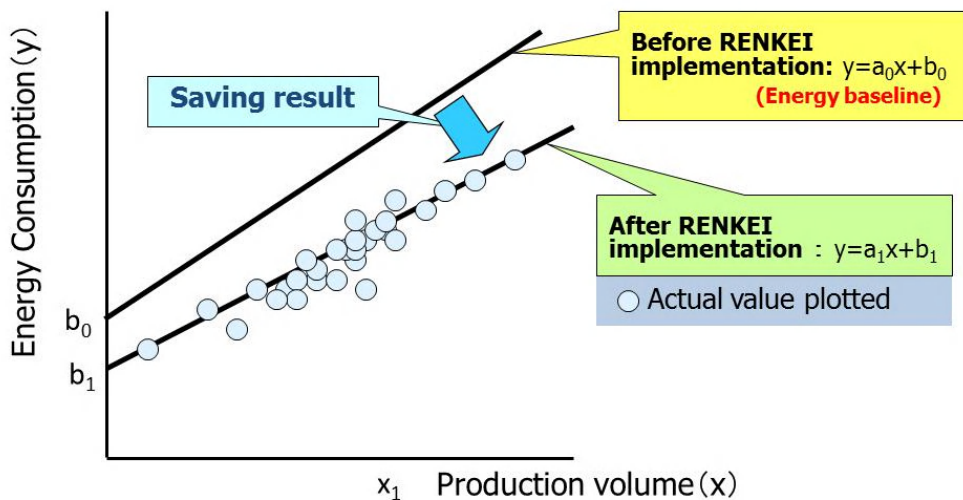 Energy Consumption(y)
Before RENKEI
implementation: y=a₀x+b₀
(Energy baseline)
Saving result
After RENKEI
implementation : y=a₁x+b₁
Actual value plotted
b₀
b₁
x₁ Production volume(x)